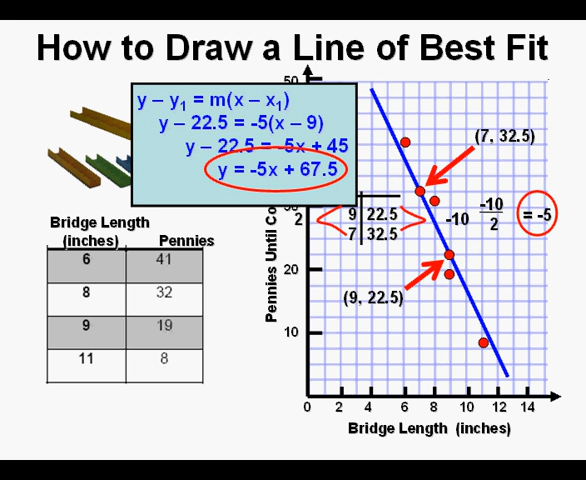 How to Draw a Line of Best Fit
y – y1 = m(x – x1)
y – 22.5 = -5(x – 9)
y – 22.5 = -5x + 45
y = -5x + 67.5
50
(7, 32.5)
2
9 22.5
7 32.5
-10
-10
2
= -5
(9, 22.5)
20
10
Pennies Until Co
0 2 4 6 8 10 12 14
Bridge Length (inches)
Bridge Length
(inches) Pennies
6 41
8 32
9 19
11 8